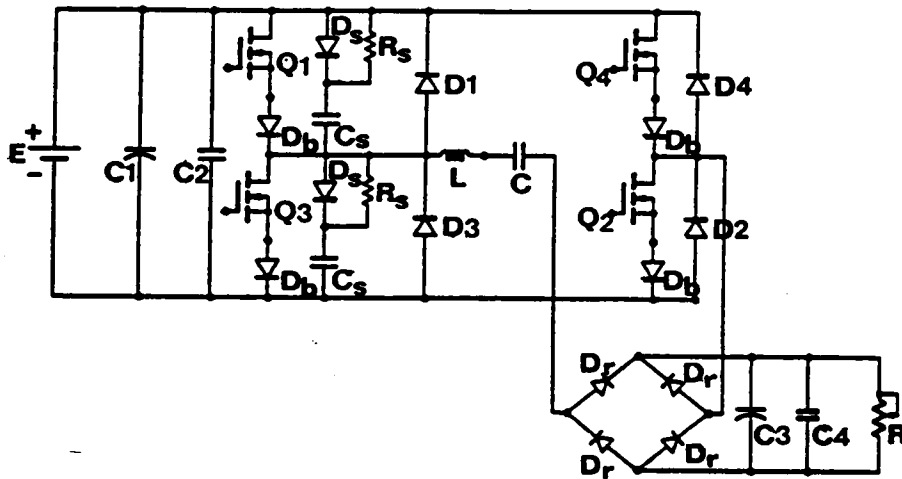 Ds
Rs
Q1
D1
Q4
D4
E
+
-
C1
C2
Db
Cs
Db
Ds
Rs
L
C
Q3
D3
Q2
D2
Db
Cs
Db
Dr
Dr
Dr
Dr
C3
C4
R